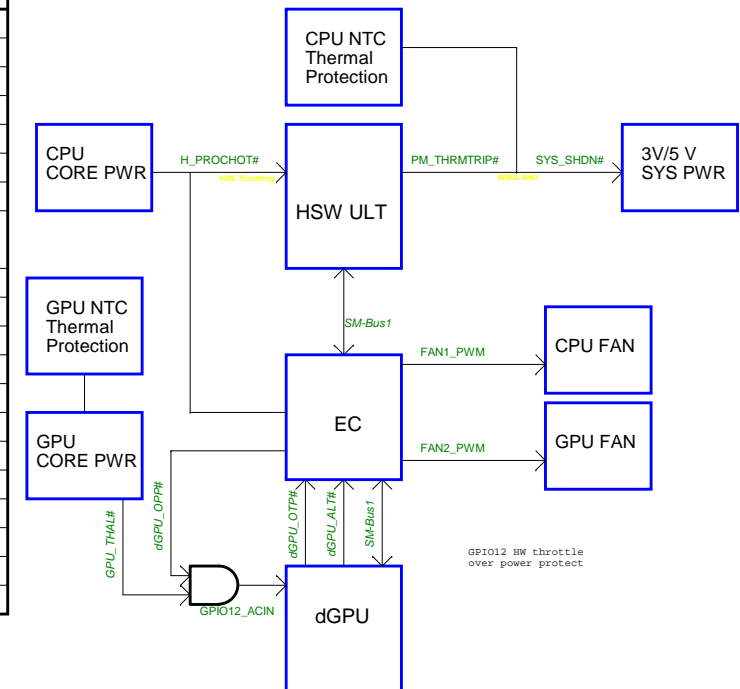 CPU NTC
Thermal
Protection
CPU
CORE PWR
H_PROCHOT#
H/W Throttling
HSW ULT
PM_THRMTRIP#
WIRE-AND
SYS_SHDN#
3V/5 V
SYS PWR
GPU NTC
Thermal
Protection
SM-Bus1
FAN1_PWM
CPU FAN
EC
GPU
CORE PWR
FAN2_PWM
GPU FAN
GPU_THAL#
dGPU_OPP#
dGPU_OTP#
dGPU_ALT#
SM-Bus1
GPIO12 HW throttle
over power protect
GPIO12_ACIN
dGPU